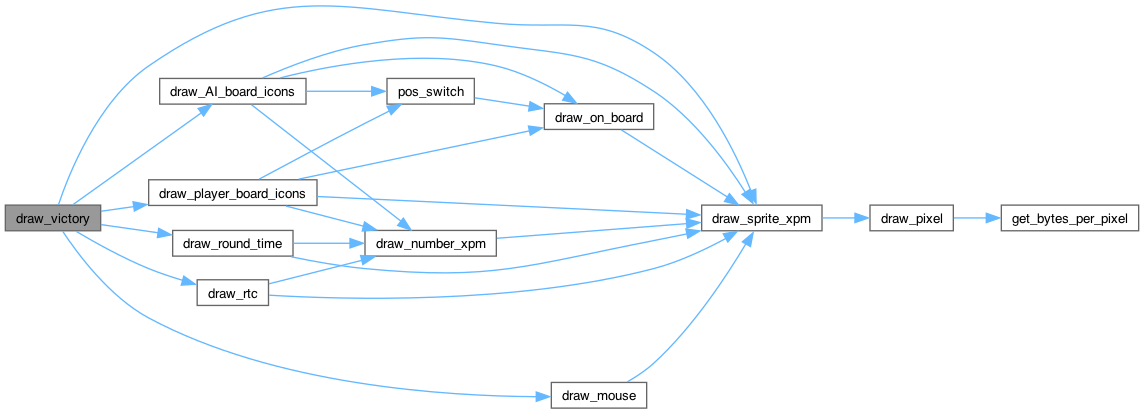 draw_victory
draw_AI_board_icons
draw_player_board_icons
draw_round_time
draw_rtc
pos_switch
draw_number_xpm
draw_on_board
draw_mouse
draw_sprite_xpm
draw_pixel
get_bytes_per_pixel